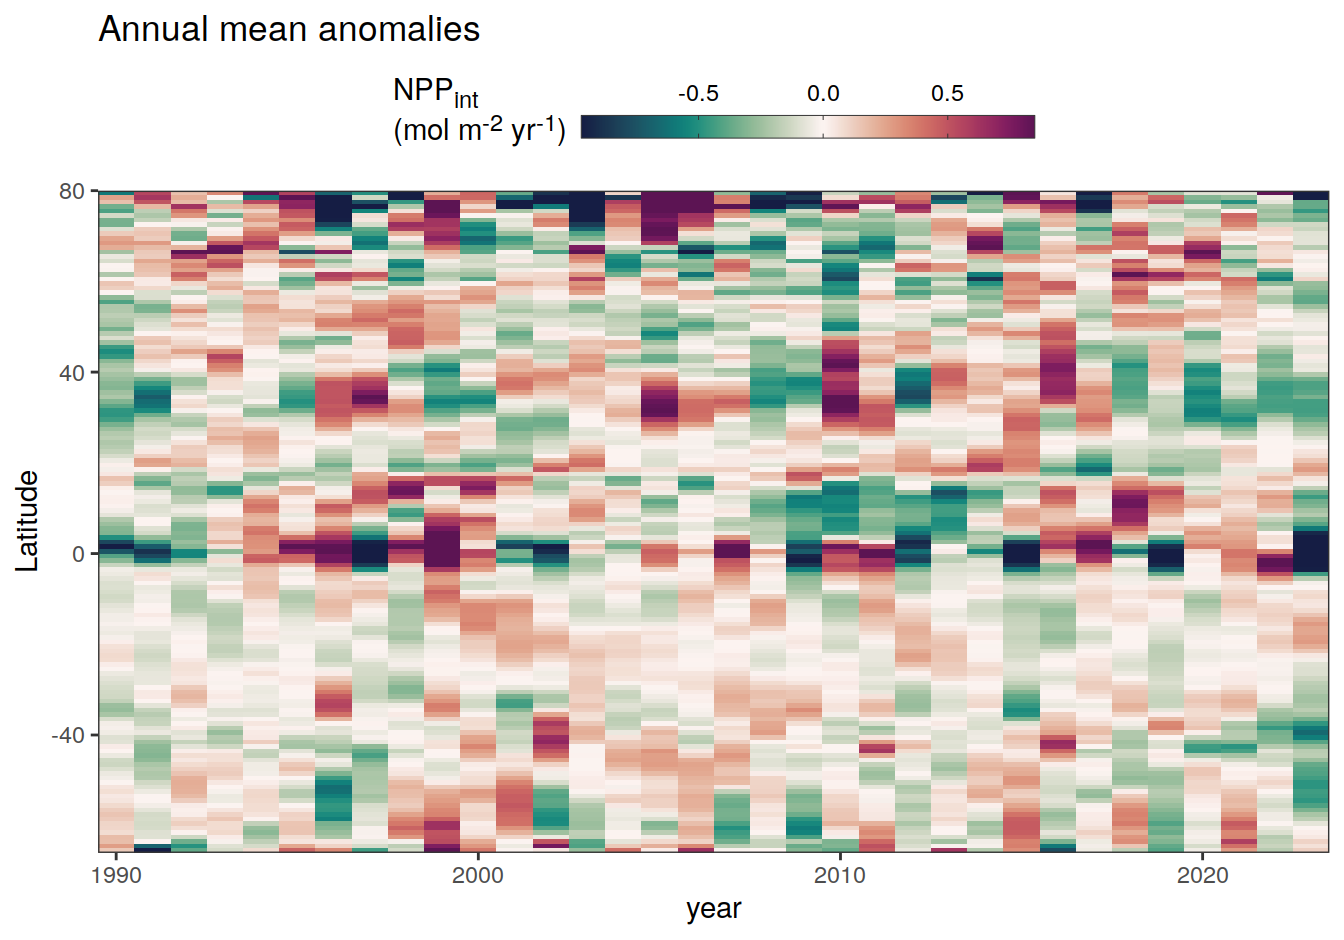 Annual mean anomalies
NPPint
(mol m-2 yr-1)
-0.5 0.0 0.5
80
40
0
-40
Latitude
1990 2000 2010 2020
year